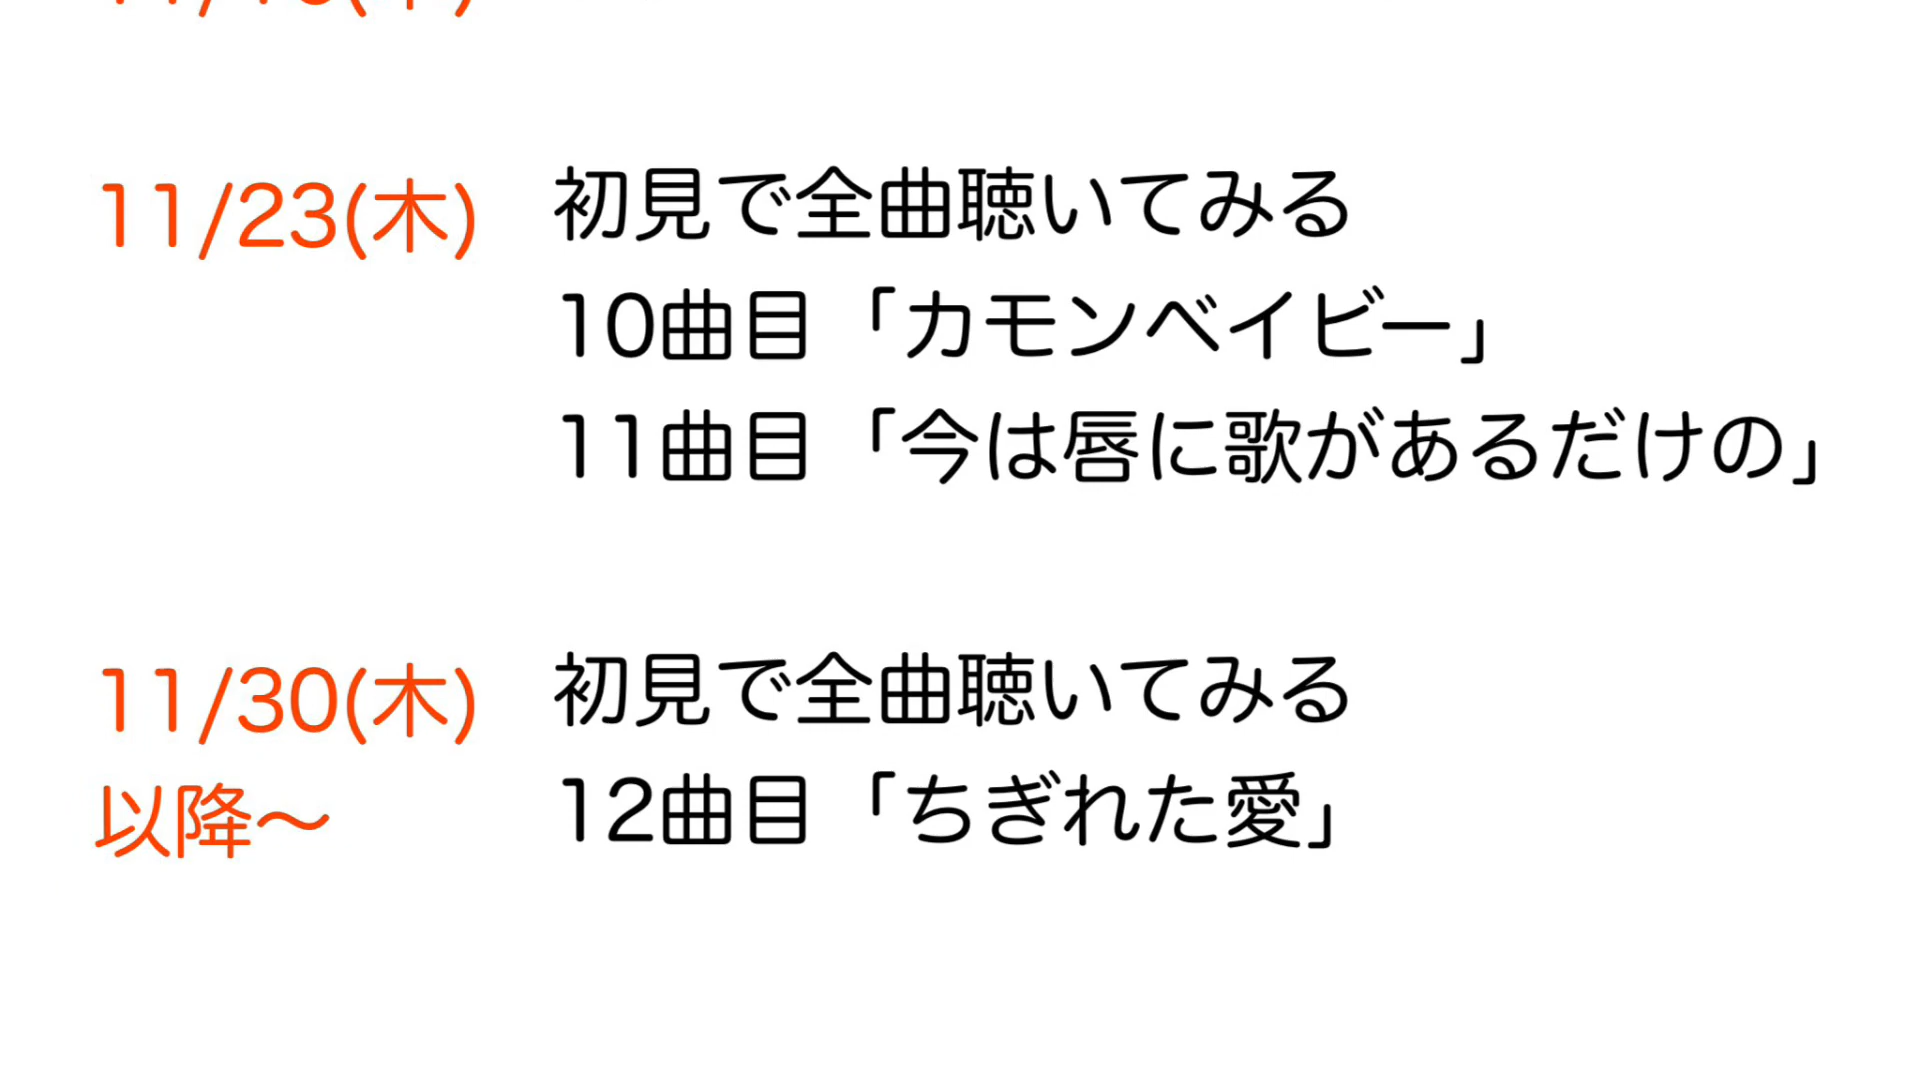 11/23(木) 初見で全曲聴いてみる
10曲目「カモンベイビー」
11曲目「今は唇に歌があるだけの」
11/30(木) 初見で全曲聴いてみる
以降～ 12曲目「ちぎれた愛」